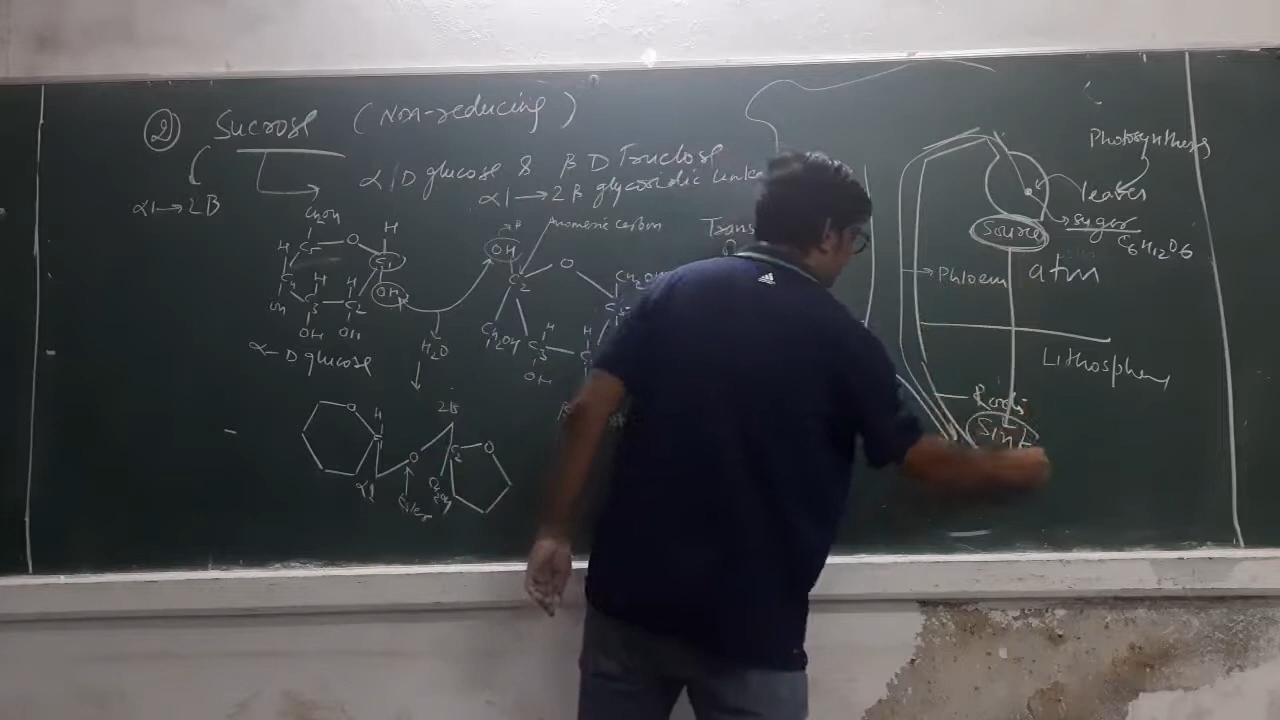 2) Sucrose (Non-reducing)
α1→2β
α1D glucose & β D Fructose
α1→2β glycosidic linka
CH₂OH
H
H
C5
O
C1
OH
C4
H
H
OH
C3
C2
OH
OH
α-D glucose
H₂O
→β
Anomeric carbon
OH
C2
O
CH₂OH
CH₂OH
C3
H
H
OH
Trans
O
H
O
α1
O
2β
O
CH₂OH
Photosynthesis
leaves
sugar
C₆H₁₂O₆
Source
→Phloem
atm
Lithosphere
Roots
Sink